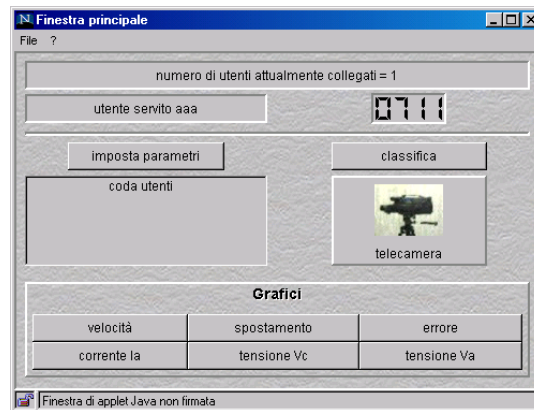 Finestra principale
File ?
numero di utenti attualmente collegati = 1
utente servito aaa
0711
imposta parametri
classifica
coda utenti
telecamera
Grafici
velocità spostamento errore
corrente Ia tensione Vc tensione Va
Finestra di applet Java non firmata